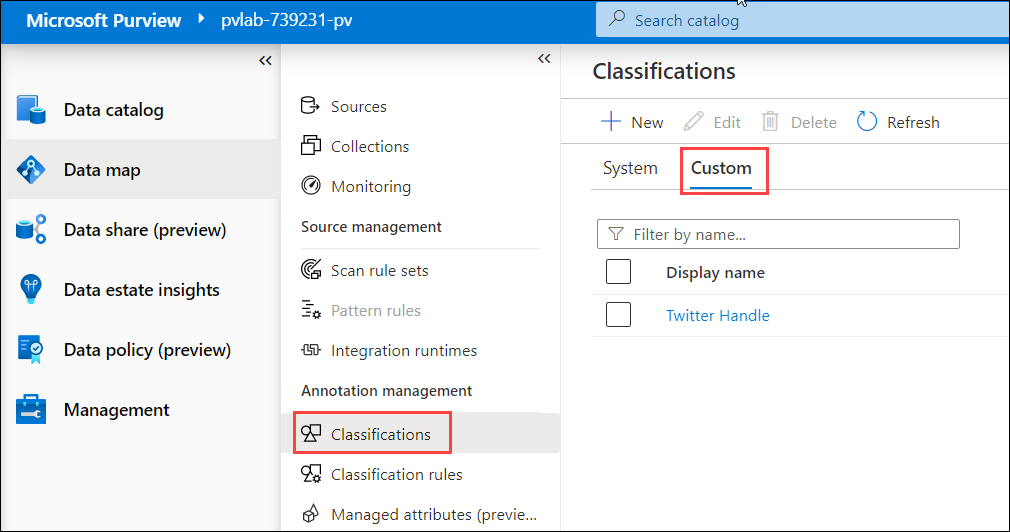 Microsoft Purview
pvlab-739231-pv
Search catalog
Data catalog
Data map
Data share (preview)
Data estate insights
Data policy (preview)
Management
Sources
Collections
Monitoring
Source management
Scan rule sets
Pattern rules
Integration runtimes
Annotation management
Classifications
Classification rules
Managed attributes (previe...
Classifications
New Edit Delete Refresh
System Custom
Filter by name...
Display name
Twitter Handle